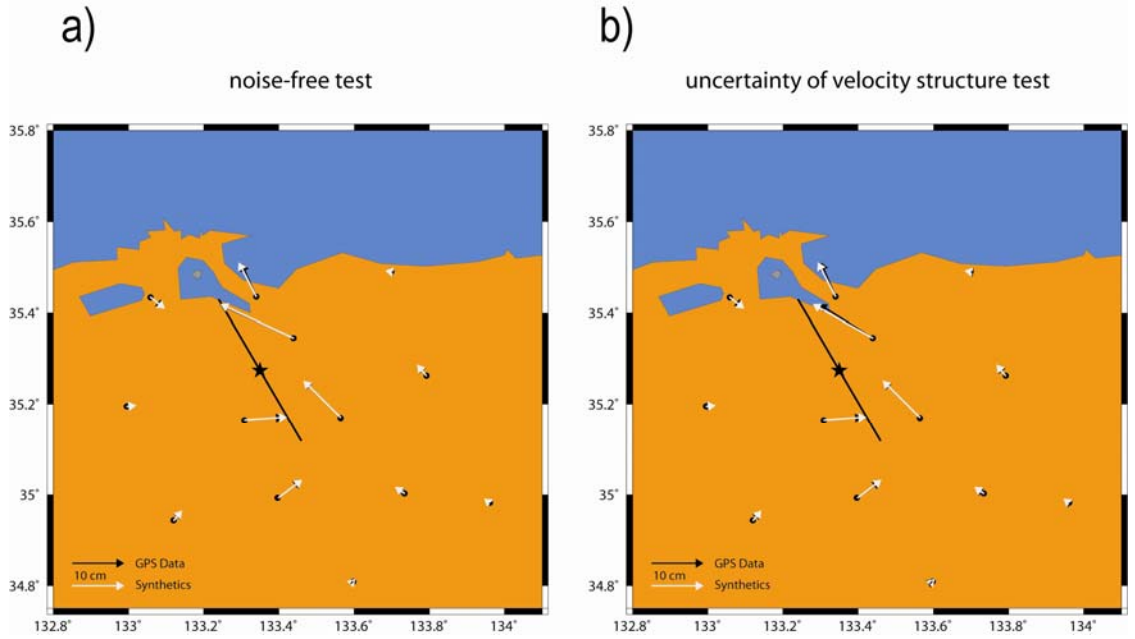 a)
b)
noise-free test
uncertainty of velocity structure test
35.8°
35.6°
35.4°
35.2°
35°
34.8°
GPS Data
10 cm
Synthetics
132.8°
133°
133.2°
133.4°
133.6°
133.8°
134°
35.8°
35.6°
35.4°
35.2°
35°
34.8°
GPS Data
10 cm
Synthetics
132.8°
133°
133.2°
133.4°
133.6°
133.8°
134°